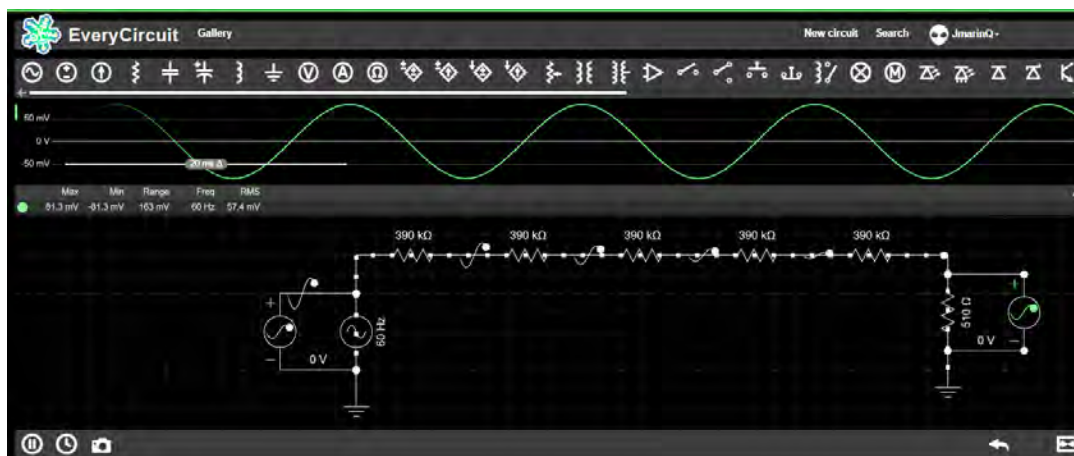 EveryCircuit Gallery New circuit Search JmarinQ
V A Ω M
60 mV
0 V
-50 mV
20 ms Δ
Max Min Range Freq RMS
81.3 mV -81.3 mV 163 mV 60 Hz 57.4 mV
390 kΩ 390 kΩ 390 kΩ 390 kΩ 390 kΩ
+ 60 Hz 510 Ω +
− 0 V 0 V −